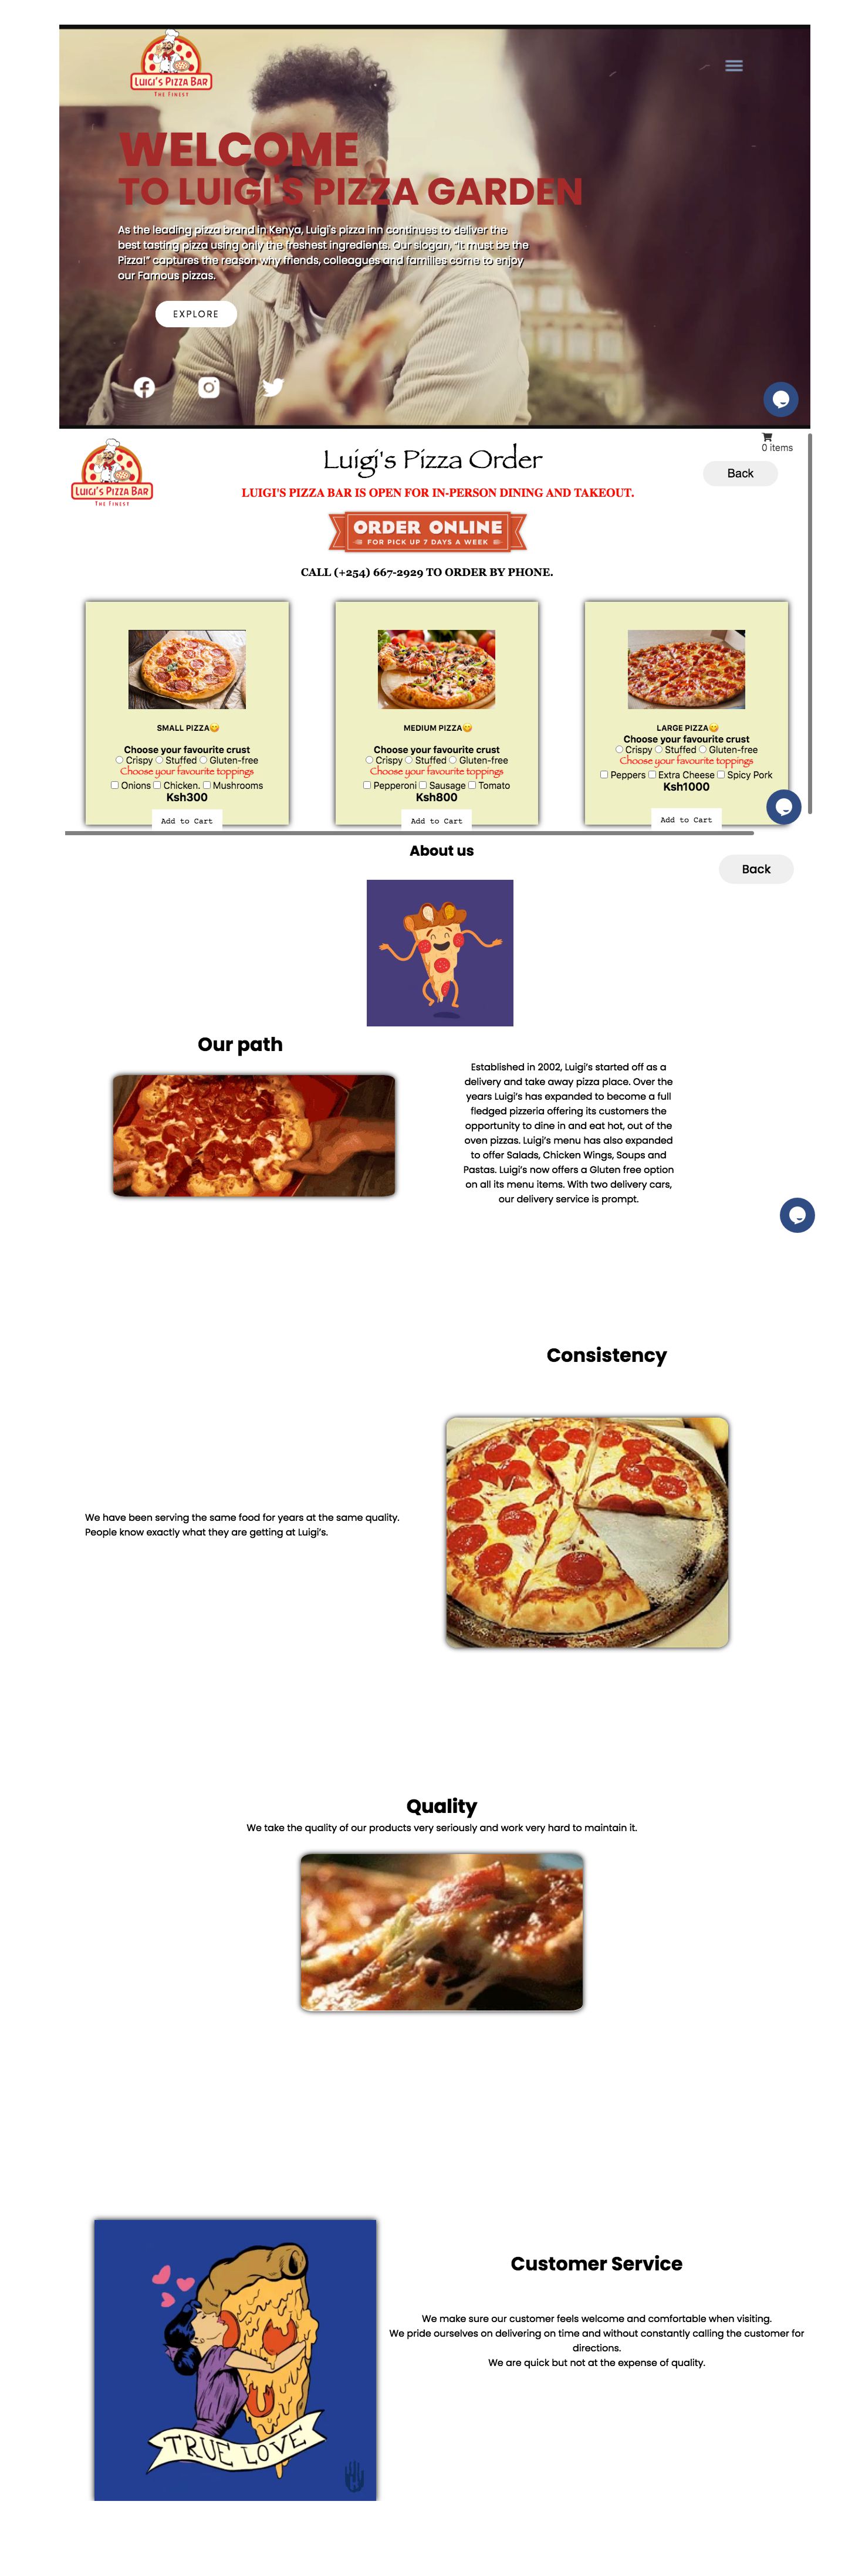 LUIGI'S PIZZA BAR
THE FINEST
WELCOME
TO LUIGI'S PIZZA GARDEN
As the leading pizza brand in Kenya, Luigi's pizza inn continues to deliver the
best tasting pizza using only the freshest ingredients. Our slogan, "it must be the
Pizza!" captures the reason why friends, colleagues and families come to enjoy
our Famous pizzas.
EXPLORE
LUIGI'S PIZZA BAR
THE FINEST
Luigi's Pizza Order
0 items
Back
LUIGI'S PIZZA BAR IS OPEN FOR IN-PERSON DINING AND TAKEOUT.
ORDER ONLINE
FOR PICK UP 7 DAYS A WEEK
CALL (+254) 667-2929 TO ORDER BY PHONE.
SMALL PIZZA😋
Choose your favourite crust
Crispy Stuffed Gluten-free
Choose your favourite toppings
Onions Chicken. Mushrooms
Ksh300
Add to Cart
MEDIUM PIZZA😋
Choose your favourite crust
Crispy Stuffed Gluten-free
Choose your favourite toppings
Pepperoni Sausage Tomato
Ksh800
Add to Cart
LARGE PIZZA😋
Choose your favourite crust
Crispy Stuffed Gluten-free
Choose your favourite toppings
Peppers Extra Cheese Spicy Pork
Ksh1000
Add to Cart
About us
Back
Our path
Established in 2002, Luigi's started off as a
delivery and take away pizza place. Over the
years Luigi's has expanded to become a full
fledged pizzeria offering its customers the
opportunity to dine in and eat hot, out of the
oven pizzas. Luigi's menu has also expanded
to offer Salads, Chicken Wings, Soups and
Pastas. Luigi's now offers a Gluten free option
on all its menu items. With two delivery cars,
our delivery service is prompt.
Consistency
We have been serving the same food for years at the same quality.
People know exactly what they are getting at Luigi's.
Quality
We take the quality of our products very seriously and work very hard to maintain it.
TRUE LOVE
Customer Service
We make sure our customer feels welcome and comfortable when visiting.
We pride ourselves on delivering on time and without constantly calling the customer for
directions.
We are quick but not at the expense of quality.